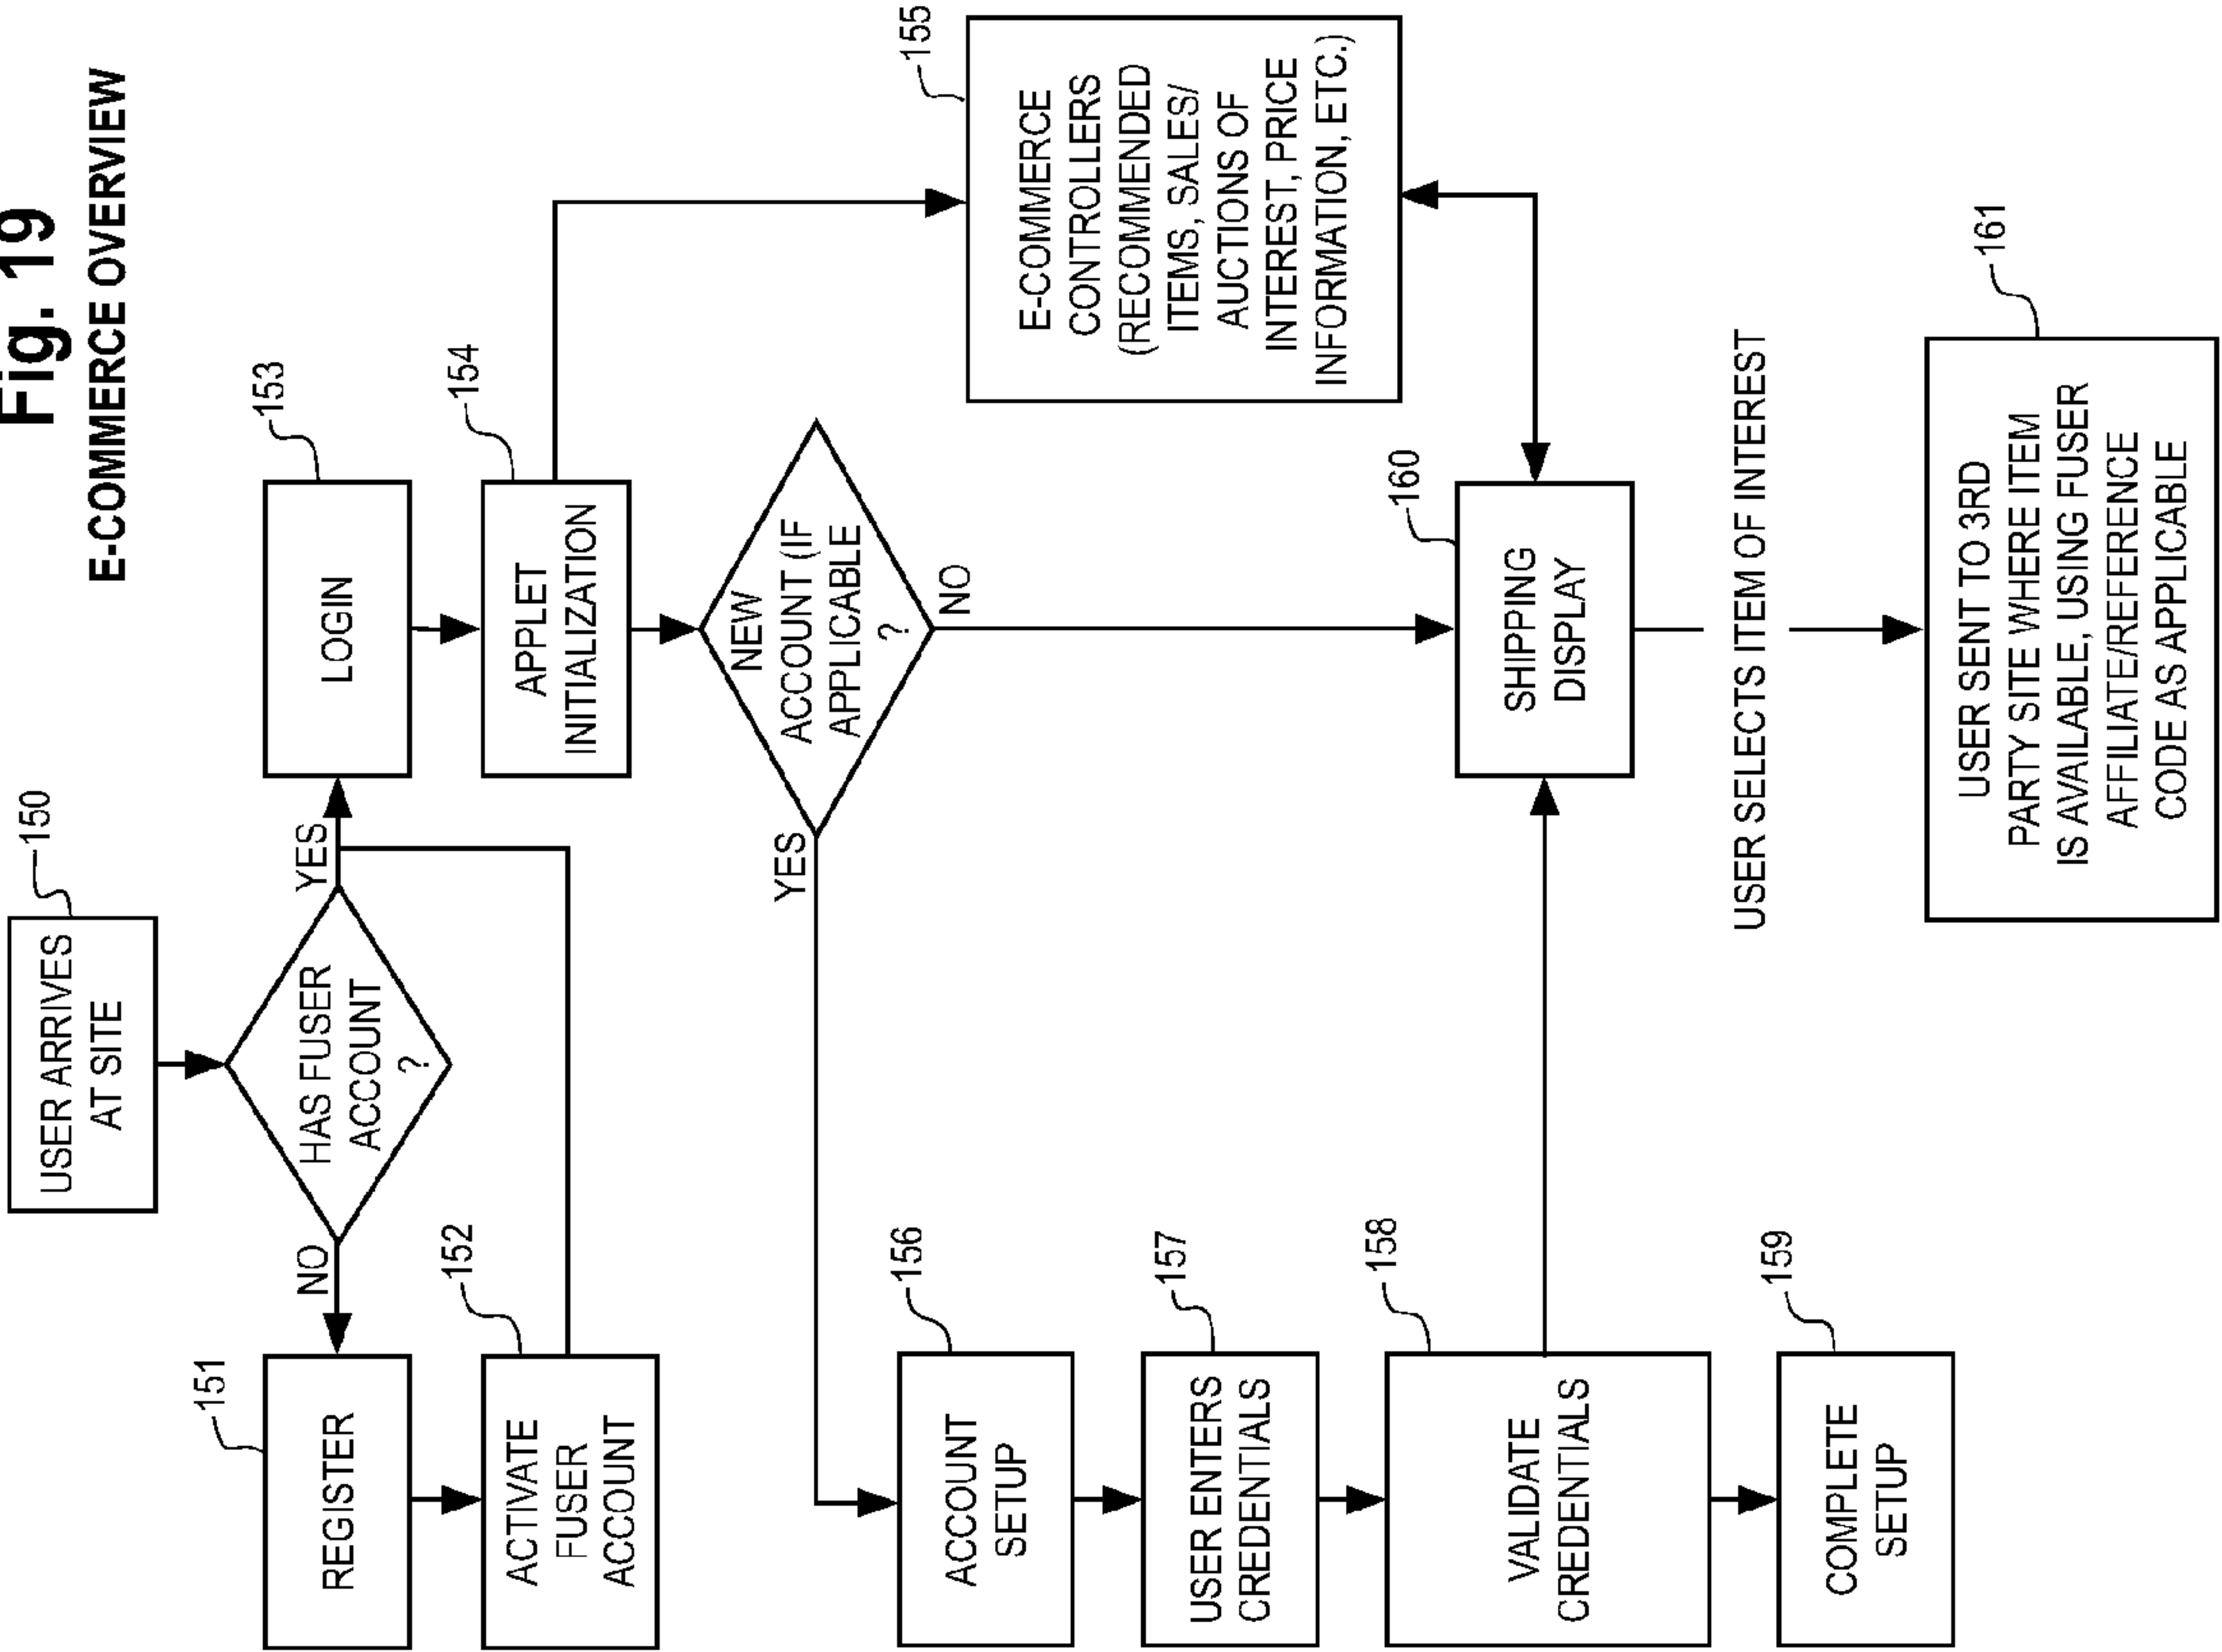 Fig. 19
E-COMMERCE OVERVIEW
150
USER ARRIVES
AT SITE
HAS FUSER
ACCOUNT
?
NO
YES
151
REGISTER
152
ACTIVATE
FUSER
ACCOUNT
153
LOGIN
154
APPLET
INITIALIZATION
155
E-COMMERCE
CONTROLLERS
(RECOMMENDED
ITEMS, SALES/
AUCTIONS OF
INTEREST, PRICE
INFORMATION, ETC.)
NEW
ACCOUNT (IF
APPLICABLE
?
YES
NO
156
ACCOUNT
SETUP
157
USER ENTERS
CREDENTIALS
158
VALIDATE
CREDENTIALS
159
COMPLETE
SETUP
160
SHIPPING
DISPLAY
USER SELECTS ITEM OF INTEREST
161
USER SENT TO 3RD
PARTY SITE WHERE ITEM
IS AVAILABLE, USING FUSER
AFFILIATE/REFERENCE
CODE AS APPLICABLE